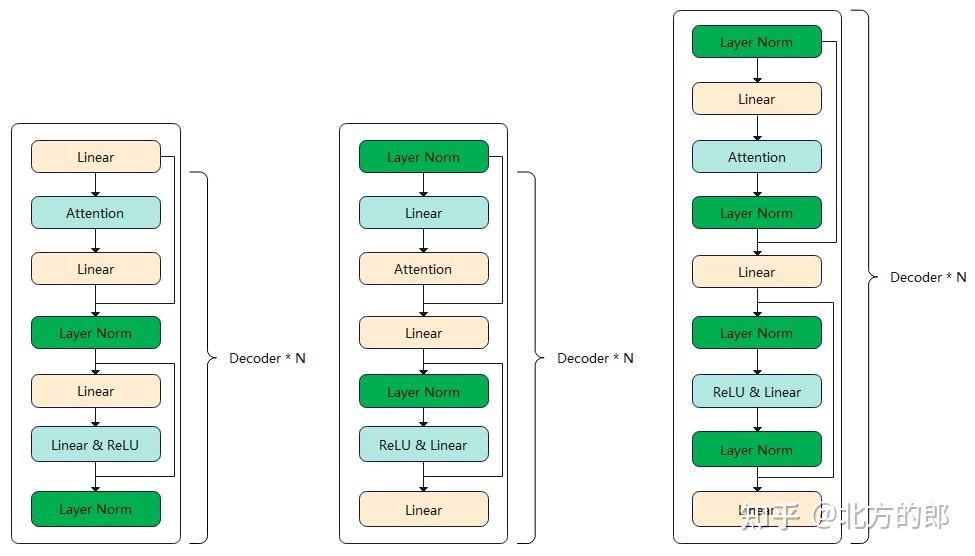 Linear
Attention
Linear
Layer Norm
Linear
Linear & ReLU
Layer Norm
Decoder * N
Layer Norm
Linear
Attention
Linear
Layer Norm
ReLU & Linear
Linear
Decoder * N
Layer Norm
Linear
Attention
Layer Norm
Linear
Layer Norm
ReLU & Linear
Layer Norm
Linear
Decoder * N
知乎 @北方的郎